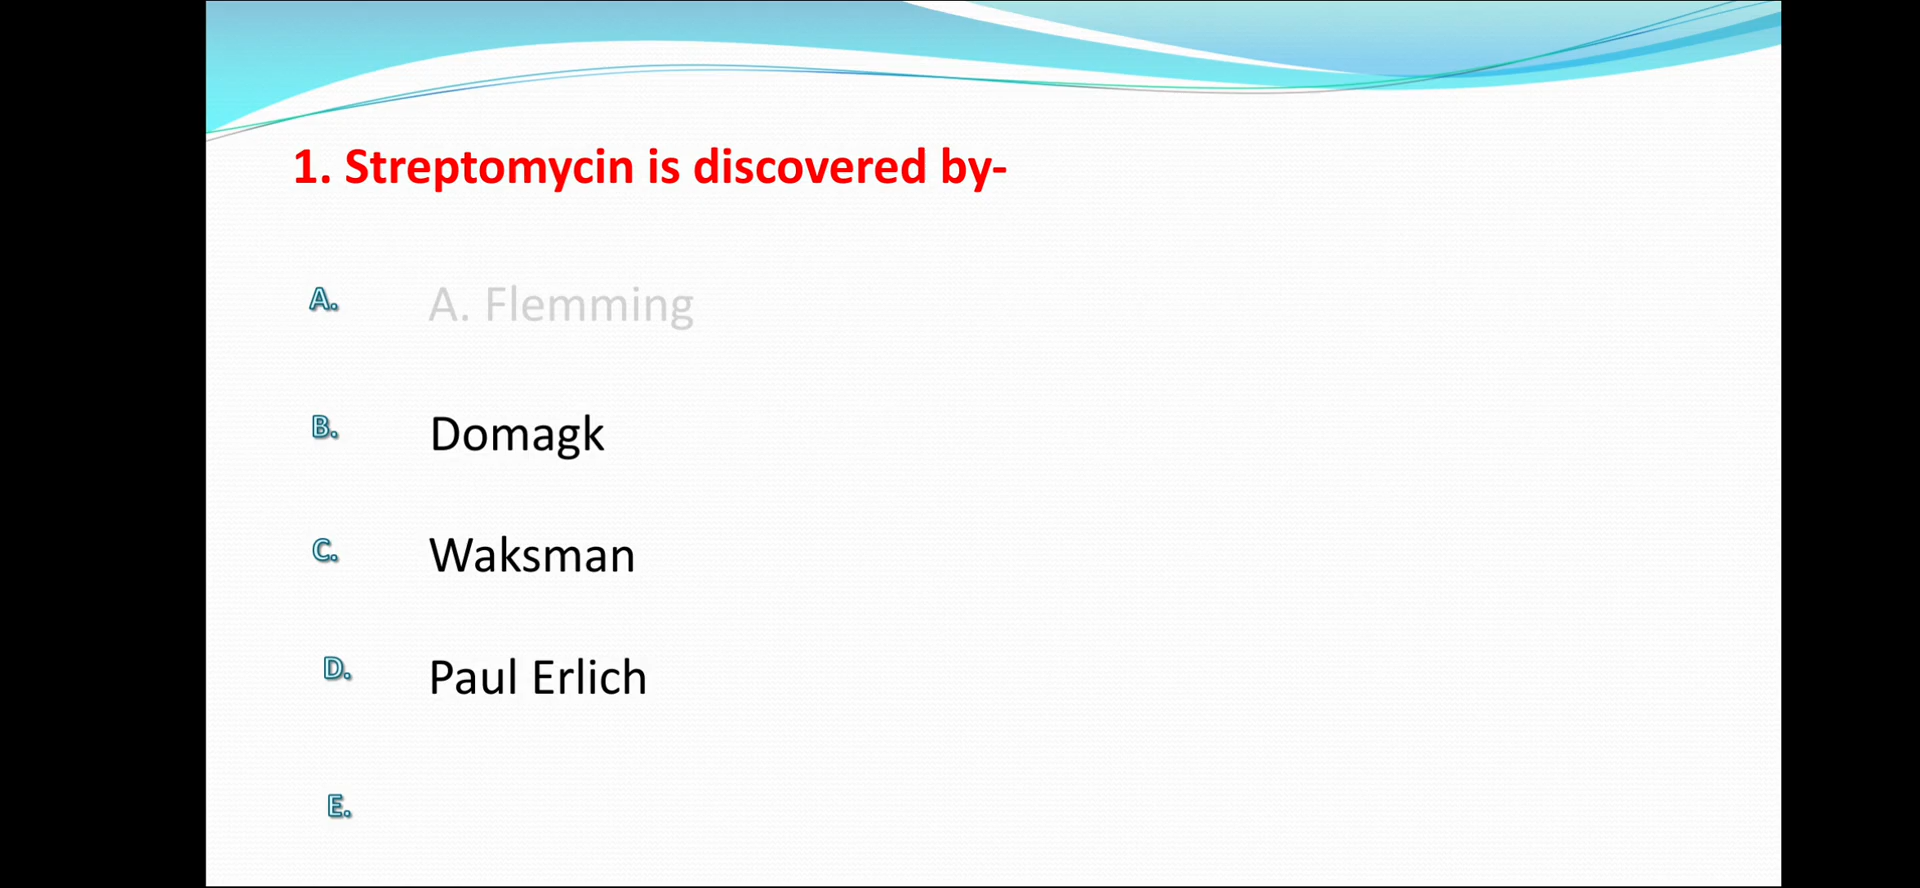 1. Streptomycin is discovered by-
A. A. Flemming
B. Domagk
C. Waksman
D. Paul Erlich
E.